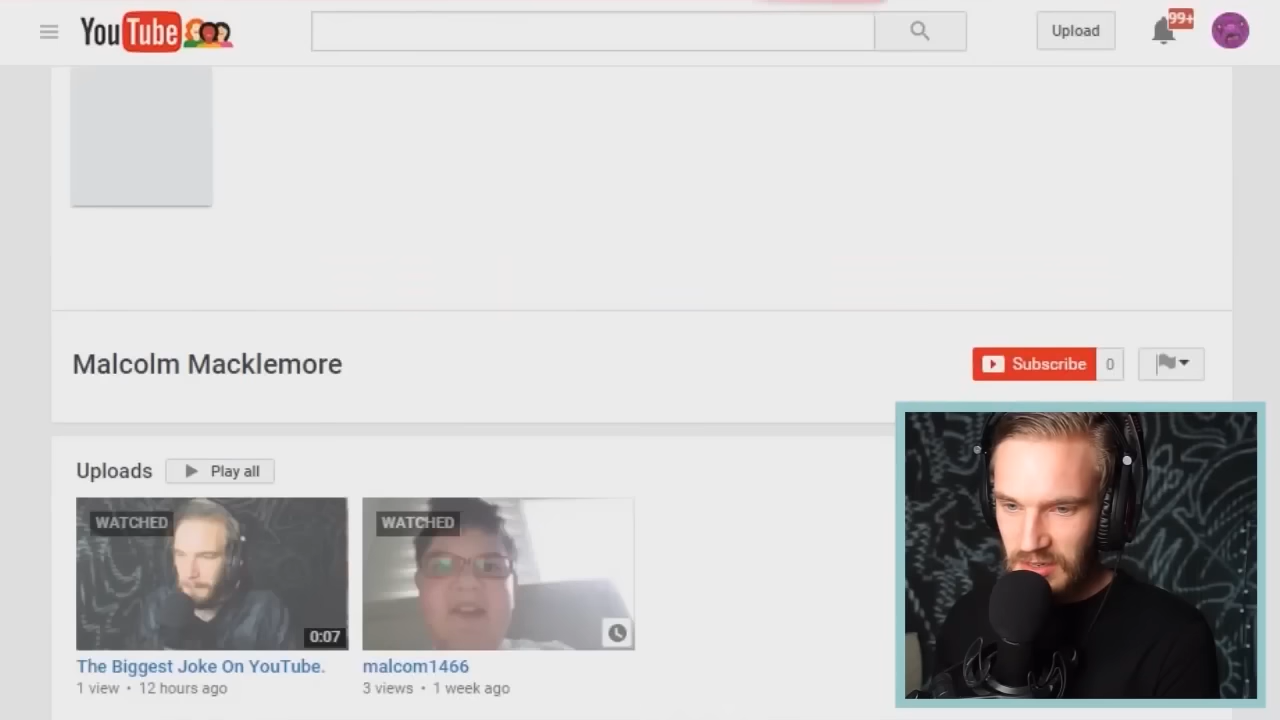 YouTube
Upload
99+
Malcolm Macklemore
Subscribe 0
Uploads Play all
WATCHED
WATCHED
0:07
The Biggest Joke On YouTube.
malcom1466
1 view • 12 hours ago
3 views • 1 week ago